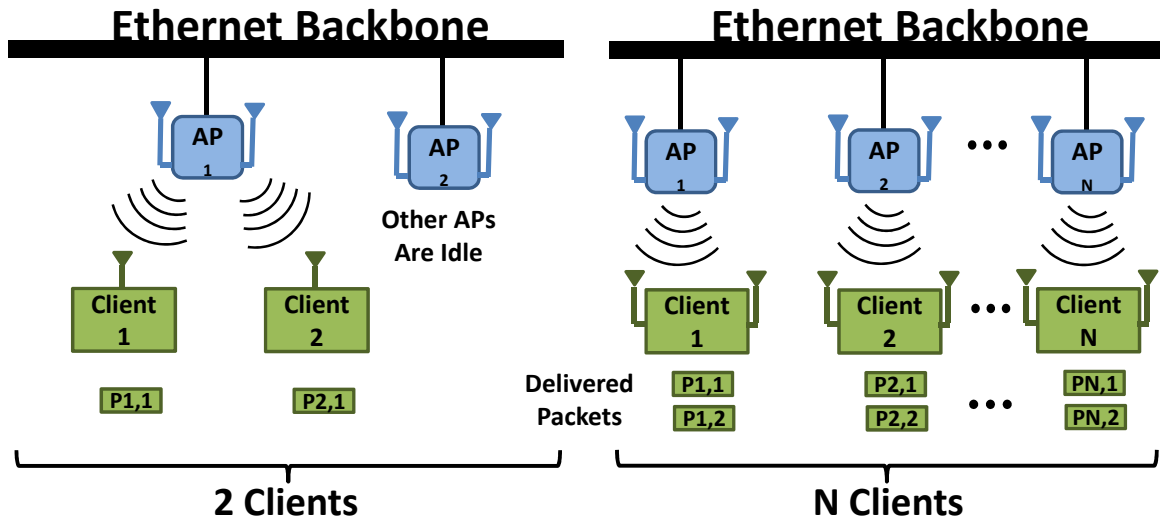 Ethernet Backbone
AP
1
AP
2
Other APs
Are Idle
Client
1
Client
2
P1,1
P2,1
2 Clients
Ethernet Backbone
AP
1
AP
2
•••
AP
N
Client
1
Client
2
•••
Client
N
Delivered
Packets
P1,1
P2,1
PN,1
P1,2
P2,2
•••
PN,2
N Clients